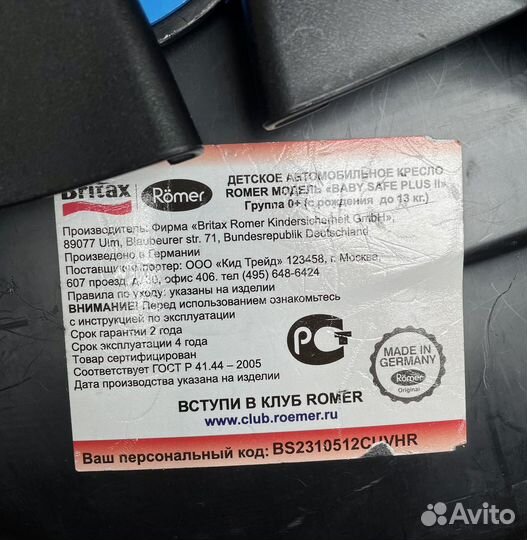 Britax Römer
ДЕТСКОЕ АВТОМОБИЛЬНОЕ КРЕСЛО
ROMER МОДЕЛЬ «BABY SAFE PLUS II»
Группа 0+ (с рождения до 13 кг.)
Производитель: Фирма «Britax Romer Kindersicherheit GmbH»,
89077 Ulm, Blaubeurer str. 71, Bundesrepublik Deutschland
Произведено в Германии
Поставщик/импортер: ООО «Кид Трейд» 123458, г. Москва,
607 проезд, д.30, офис 406. тел (495) 648-6424
Правила по уходу: указаны на изделии
ВНИМАНИЕ! Перед использованием ознакомьтесь
с инструкцией по эксплуатации
Срок гарантии 2 года
Срок эксплуатации 4 года
Товар сертифицирован
Соответствует ГОСТ Р 41.44 – 2005
Дата производства указана на изделии
РСТ
MADE IN
GERMANY
Römer
Original
ВСТУПИ В КЛУБ ROMER
www.club.roemer.ru
Ваш персональный код: BS2310512CUVHR
Avito